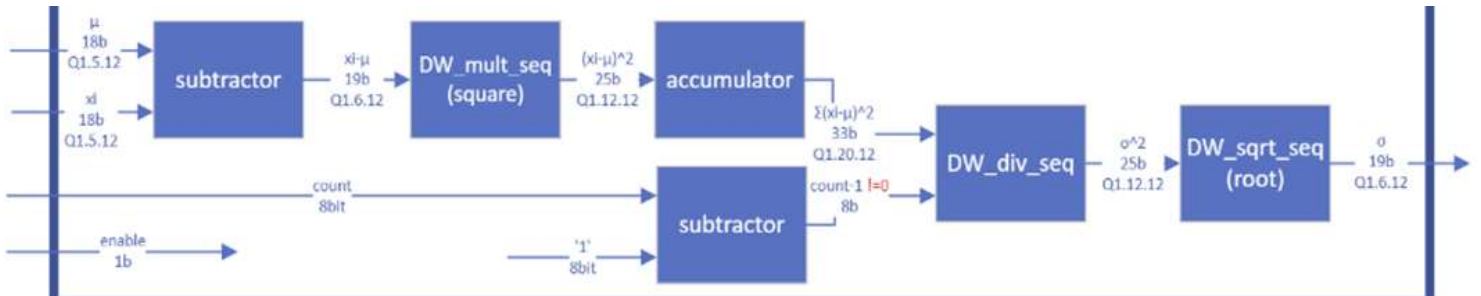 μ
18b
Q1.5.12
xi
18b
Q1.5.12
subtractor
xi-μ
19b
Q1.6.12
DW_mult_seq
(square)
(xi-μ)^2
25b
Q1.12.12
accumulator
Σ(xi-μ)^2
33b
Q1.20.12
count
8bit
enable
1b
'1'
8bit
subtractor
count-1 !=0
8b
DW_div_seq
σ^2
25b
Q1.12.12
DW_sqrt_seq
(root)
σ
19b
Q1.6.12